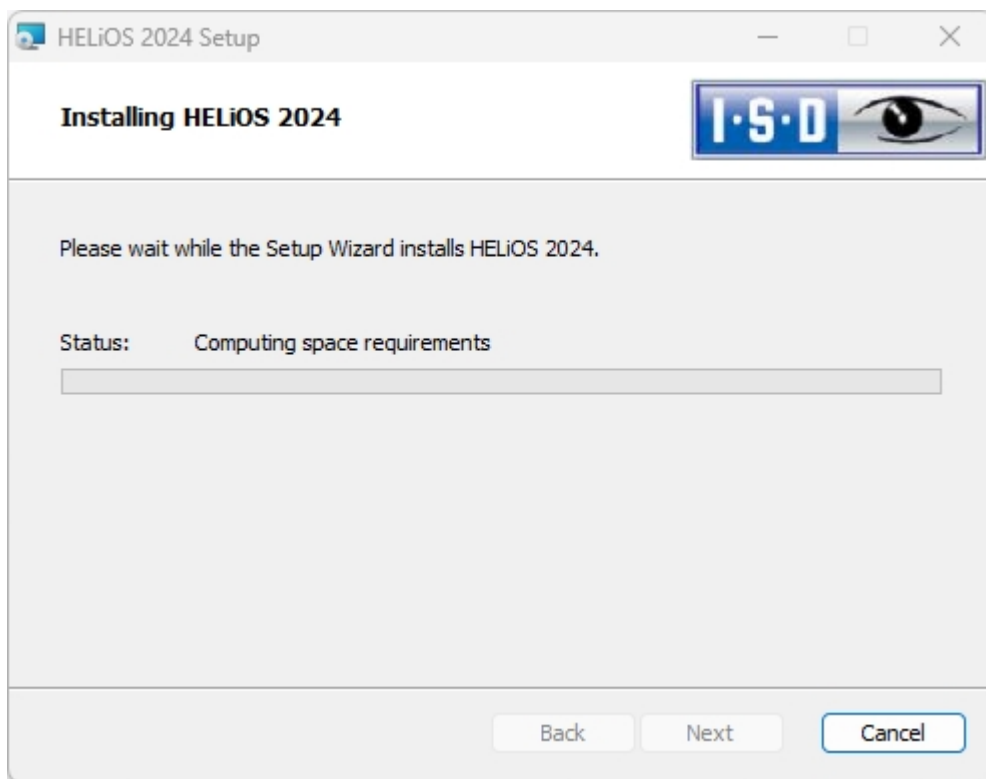 HELiOS 2024 Setup
Installing HELiOS 2024
I·S·D
Please wait while the Setup Wizard installs HELiOS 2024.
Status: Computing space requirements
Back Next Cancel